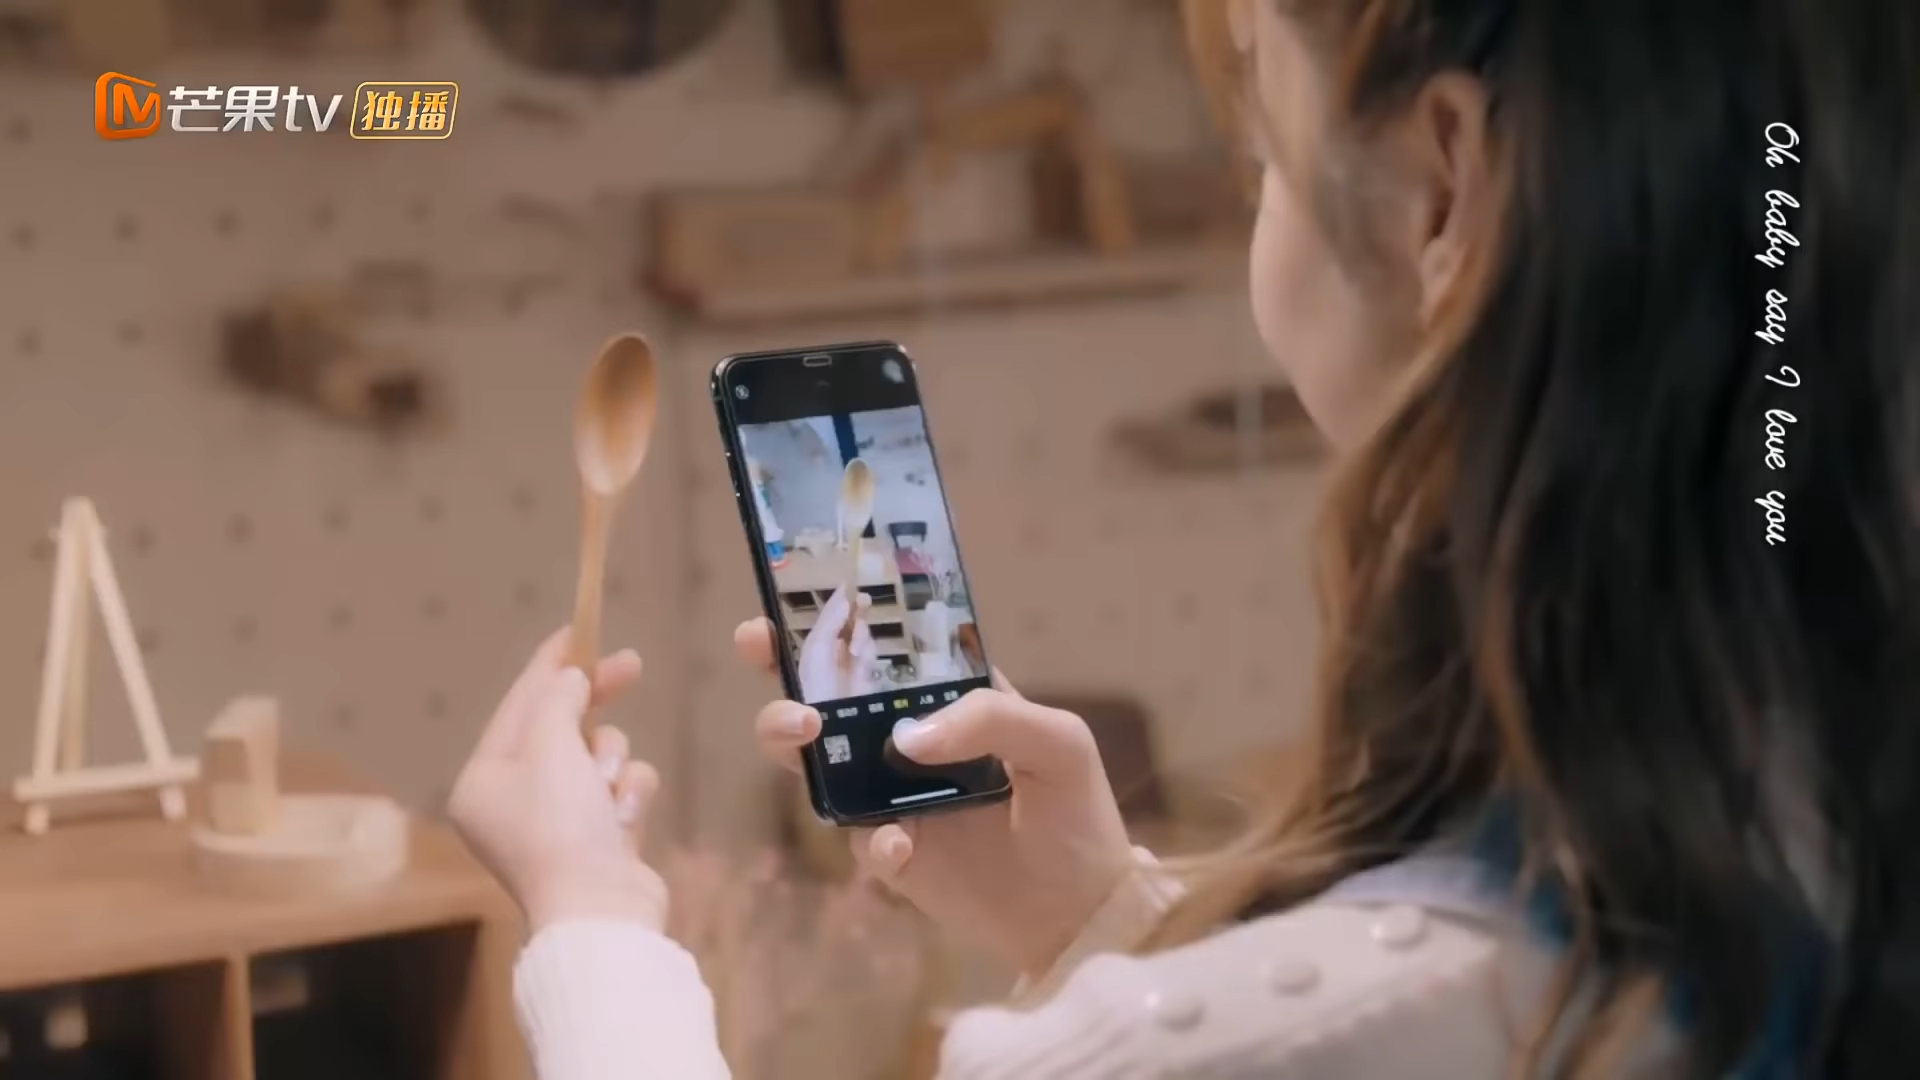 芒果tv 独播
Oh baby say I love you